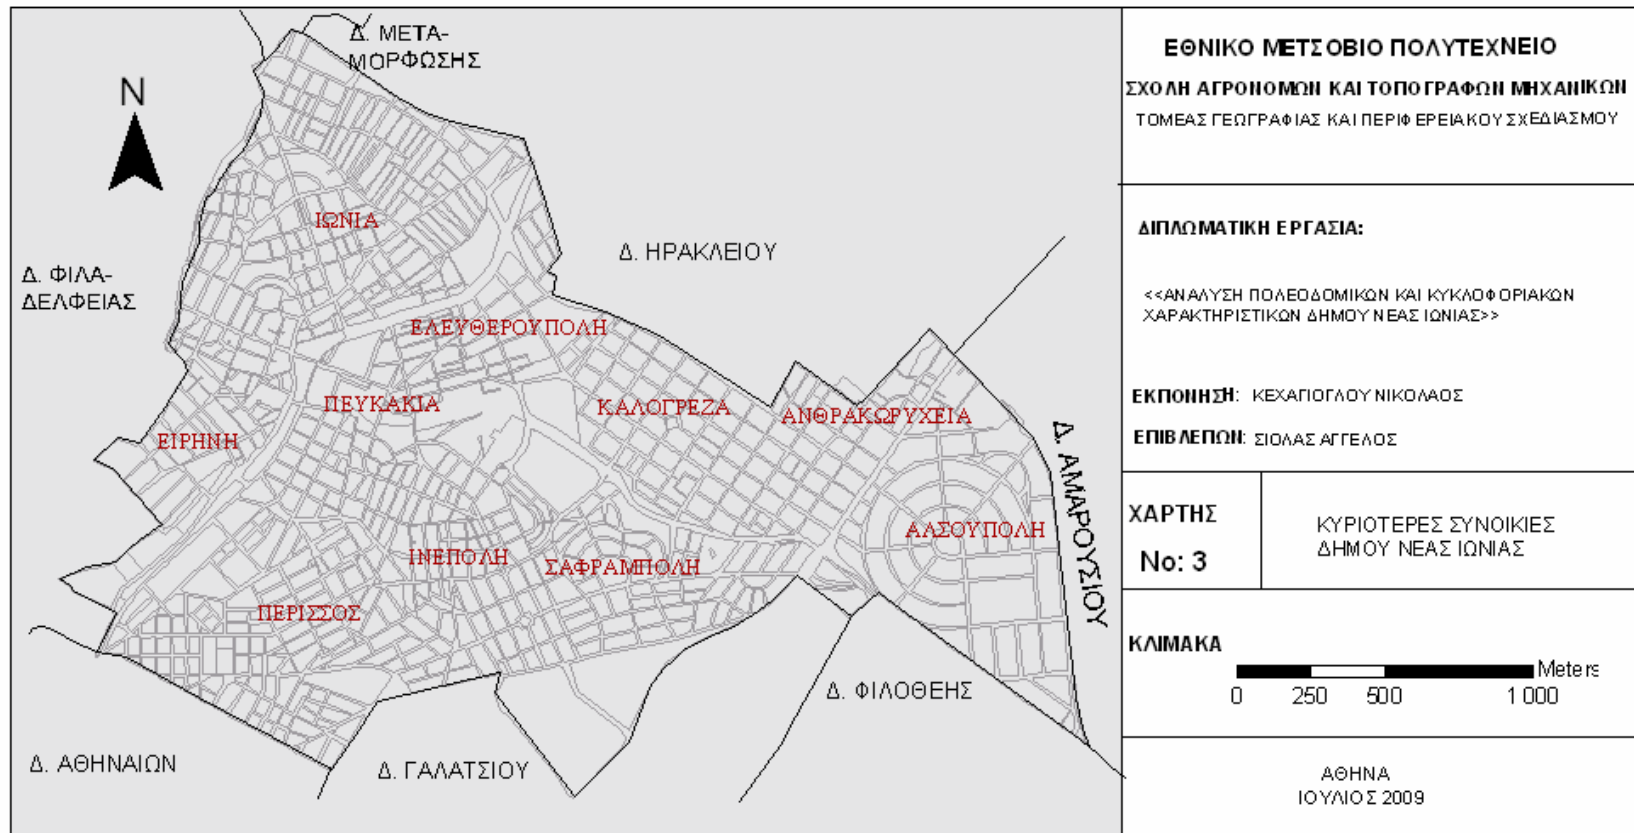 Δ. ΜΕΤΑ-
ΜΟΡΦΩΣΗΣ
N
ΙΩΝΙΑ
Δ. ΗΡΑΚΛΕΙΟΥ
Δ. ΦΙΛΑ-
ΔΕΛΦΕΙΑΣ
ΕΛΕΥΘΕΡΟΥΠΟΛΗ
ΠΕΥΚΑΚΙΑ
ΚΑΛΟΓΡΕΖΑ
ΑΝΘΡΑΚΩΡΥΧΕΙΑ
ΕΙΡΗΝΗ
Δ. ΑΜΑΡΟΥΣΙΟΥ
ΑΛΣΟΥΠΟΛΗ
ΙΝΕΠΟΛΗ
ΣΑΦΡΑΜΠΟΛΗ
ΠΕΡΙΣΣΟΣ
Δ. ΦΙΛΟΘΕΗΣ
Δ. ΑΘΗΝΑΙΩΝ
Δ. ΓΑΛΑΤΣΙΟΥ
ΕΘΝΙΚΟ ΜΕΤΣΟΒΙΟ ΠΟΛΥΤΕΧΝΕΙΟ
ΣΧΟΛΗ ΑΓΡΟΝΟΜΩΝ ΚΑΙ ΤΟΠΟΓΡΑΦΩΝ ΜΗΧΑΝΙΚΩΝ
ΤΟΜΕΑΣ ΓΕΩΓΡΑΦΙΑΣ ΚΑΙ ΠΕΡΙΦΕΡΕΙΑΚΟΥ ΣΧΕΔΙΑΣΜΟΥ
ΔΙΠΛΩΜΑΤΙΚΗ ΕΡΓΑΣΙΑ:
<<ΑΝΑΛΥΣΗ ΠΟΛΕΟΔΟΜΙΚΩΝ ΚΑΙ ΚΥΚΛΟΦΟΡΙΑΚΩΝ
ΧΑΡΑΚΤΗΡΙΣΤΙΚΩΝ ΔΗΜΟΥ ΝΕΑΣ ΙΩΝΙΑΣ>>
ΕΚΠΟΝΗΣΗ: ΚΕΧΑΓΙΟΓΛΟΥ ΝΙΚΟΛΑΟΣ
ΕΠΙΒΛΕΠΩΝ: ΣΙΟΛΑΣ ΑΓΓΕΛΟΣ
ΧΑΡΤΗΣ
No: 3
ΚΥΡΙΟΤΕΡΕΣ ΣΥΝΟΙΚΙΕΣ
ΔΗΜΟΥ ΝΕΑΣ ΙΩΝΙΑΣ
ΚΛΙΜΑΚΑ
Meters
0 250 500 1 000
ΑΘΗΝΑ
ΙΟΥΛΙΟΣ 2009